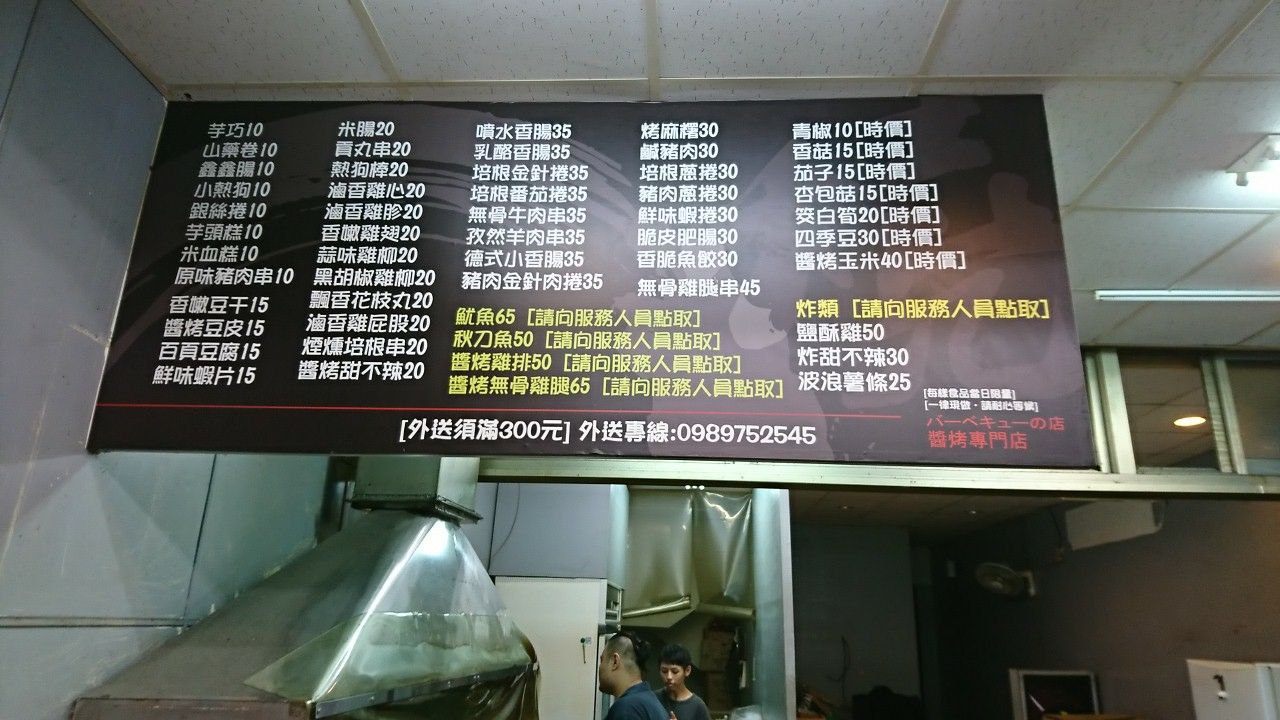 芋巧10
山藥卷10
鑫鑫腸10
小熱狗10
銀絲捲10
芋頭糕10
米血糕10
原味豬肉串10
香嫩豆干15
醬烤豆皮15
百頁豆腐15
鮮味蝦片15
米腸20
貢丸串20
熱狗棒20
滷香雞心20
滷香雞胗20
香嫩雞翅20
蒜味雞柳20
黑胡椒雞柳20
飄香花枝丸20
滷香雞屁股20
煙燻培根串20
醬烤甜不辣20
噴水香腸35
乳酪香腸35
培根金針捲35
培根番茄捲35
無骨牛肉串35
孜然羊肉串35
德式小香腸35
豬肉金針肉捲35
魷魚65 [請向服務人員點取]
秋刀魚50 [請向服務人員點取]
醬烤雞排50 [請向服務人員點取]
醬烤無骨雞腿65 [請向服務人員點取]
烤麻糬30
鹹豬肉30
培根蔥捲30
豬肉蔥捲30
鮮味蝦捲30
脆皮肥腸30
香脆魚餃30
無骨雞腿串45
青椒10[時價]
香菇15[時價]
茄子15[時價]
杏包菇15[時價]
筊白筍20[時價]
四季豆30[時價]
醬烤玉米40[時價]
炸類 [請向服務人員點取]
鹽酥雞50
炸甜不辣30
波浪薯條25
[每樣食品當日限量]
[一律現做，請耐心等候]
バーベキューの店
醬烤專門店
[外送須滿300元] 外送專線:0989752545